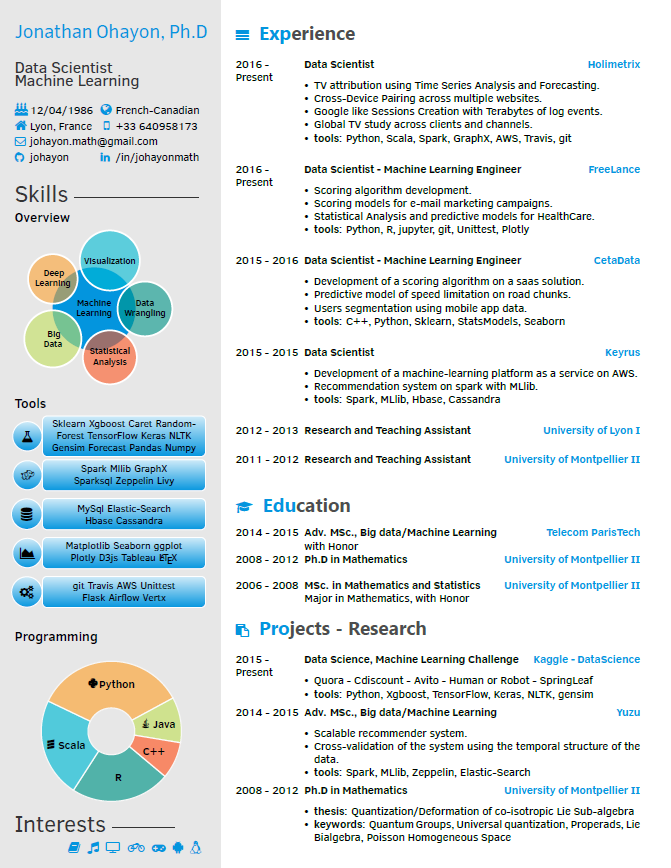 Jonathan Ohayon, Ph.D
Data Scientist
Machine Learning
12/04/1986 French-Canadian
Lyon, France +33 640958173
johayon.math@gmail.com
johayon /in/johayonmath
Skills
Overview
Visualization
Deep
Learning
Machine
Learning
Data
Wrangling
Big
Data
Statistical
Analysis
Tools
Sklearn Xgboost Caret Random-
Forest TensorFlow Keras NLTK
Gensim Forecast Pandas Numpy
Spark Mllib GraphX
Sparksql Zeppelin Livy
MySql Elastic-Search
Hbase Cassandra
Matplotlib Seaborn ggplot
Plotly D3js Tableau LATEX
git Travis AWS Unittest
Flask Airflow Vertx
Programming
Python
Java
C++
R
Scala
Interests
Experience
2016 - Present Data Scientist Holimetrix
• TV attribution using Time Series Analysis and Forecasting.
• Cross-Device Pairing across multiple websites.
• Google like Sessions Creation with Terabytes of log events.
• Global TV study across clients and channels.
• tools: Python, Scala, Spark, GraphX, AWS, Travis, git
2016 - Present Data Scientist - Machine Learning Engineer FreeLance
• Scoring algorithm development.
• Scoring models for e-mail marketing campaigns.
• Statistical Analysis and predictive models for HealthCare.
• tools: Python, R, jupyter, git, Unittest, Plotly
2015 - 2016 Data Scientist - Machine Learning Engineer CetaData
• Development of a scoring algorithm on a saas solution.
• Predictive model of speed limitation on road chunks.
• Users segmentation using mobile app data.
• tools: C++, Python, Sklearn, StatsModels, Seaborn
2015 - 2015 Data Scientist Keyrus
• Development of a machine-learning platform as a service on AWS.
• Recommendation system on spark with MLlib.
• tools: Spark, MLlib, Hbase, Cassandra
2012 - 2013 Research and Teaching Assistant University of Lyon I
2011 - 2012 Research and Teaching Assistant University of Montpellier II
Education
2014 - 2015 Adv. MSc., Big data/Machine Learning Telecom ParisTech
with Honor
2008 - 2012 Ph.D in Mathematics University of Montpellier II
2006 - 2008 MSc. in Mathematics and Statistics University of Montpellier II
Major in Mathematics, with Honor
Projects - Research
2015 - Present Data Science, Machine Learning Challenge Kaggle - DataScience
• Quora - Cdiscount - Avito - Human or Robot - SpringLeaf
• tools: Python, Xgboost, TensorFlow, Keras, NLTK, gensim
2014 - 2015 Adv. MSc., Big data/Machine Learning Yuzu
• Scalable recommender system.
• Cross-validation of the system using the temporal structure of the
data.
• tools: Spark, MLlib, Zeppelin, Elastic-Search
2008 - 2012 Ph.D in Mathematics University of Montpellier II
• thesis: Quantization/Deformation of co-isotropic Lie Sub-algebra
• keywords: Quantum Groups, Universal quantization, Properads, Lie
Bialgebra, Poisson Homogeneous Space